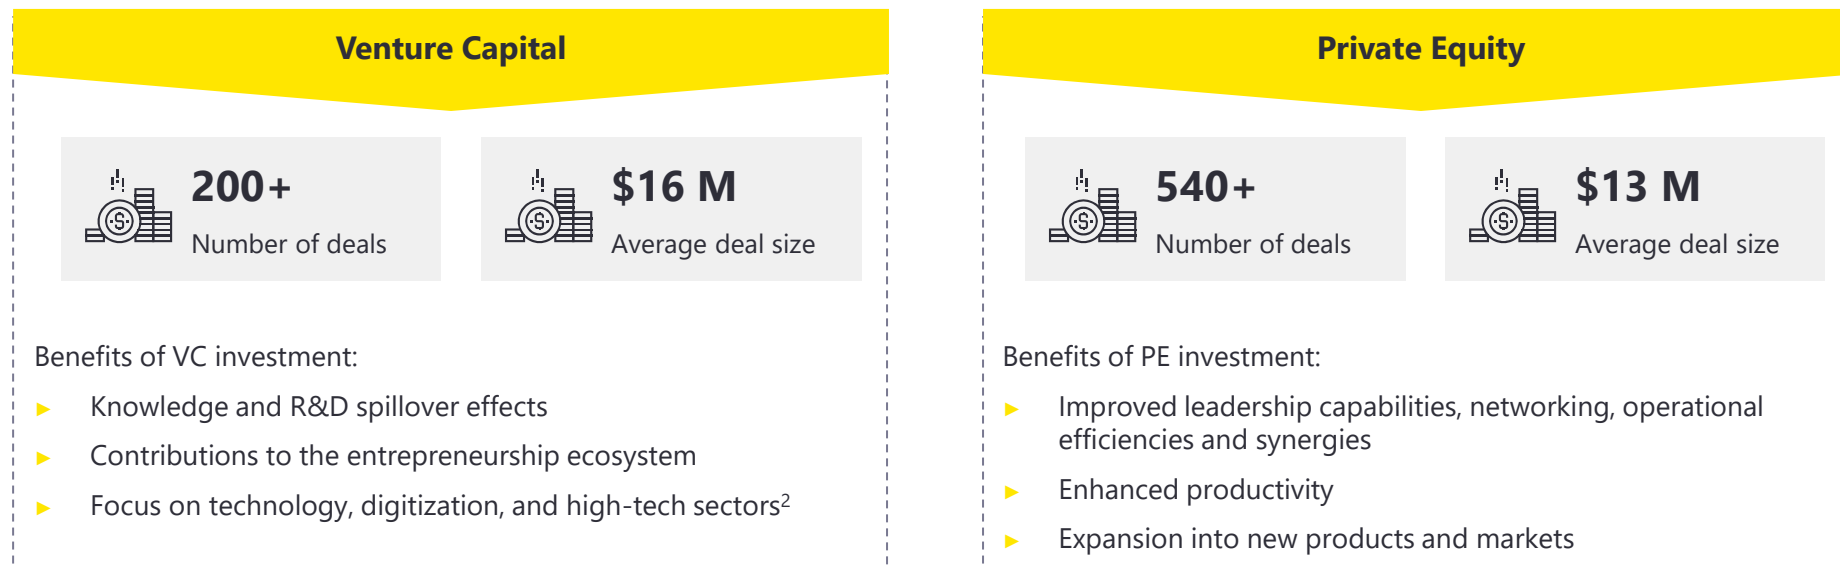 Venture Capital
200+
Number of deals
$16 M
Average deal size
Benefits of VC investment:
► Knowledge and R&D spillover effects
► Contributions to the entrepreneurship ecosystem
► Focus on technology, digitization, and high-tech sectors²
Private Equity
540+
Number of deals
$13 M
Average deal size
Benefits of PE investment:
► Improved leadership capabilities, networking, operational
efficiencies and synergies
► Enhanced productivity
► Expansion into new products and markets